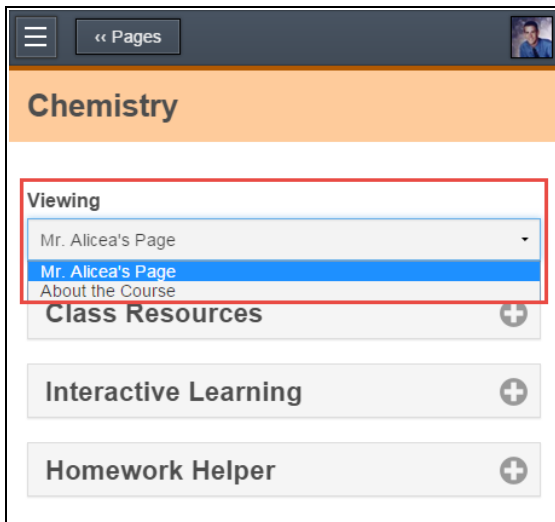 ‹‹ Pages
Chemistry
Viewing
Mr. Alicea's Page
Mr. Alicea's Page
About the Course
Class Resources
Interactive Learning
Homework Helper